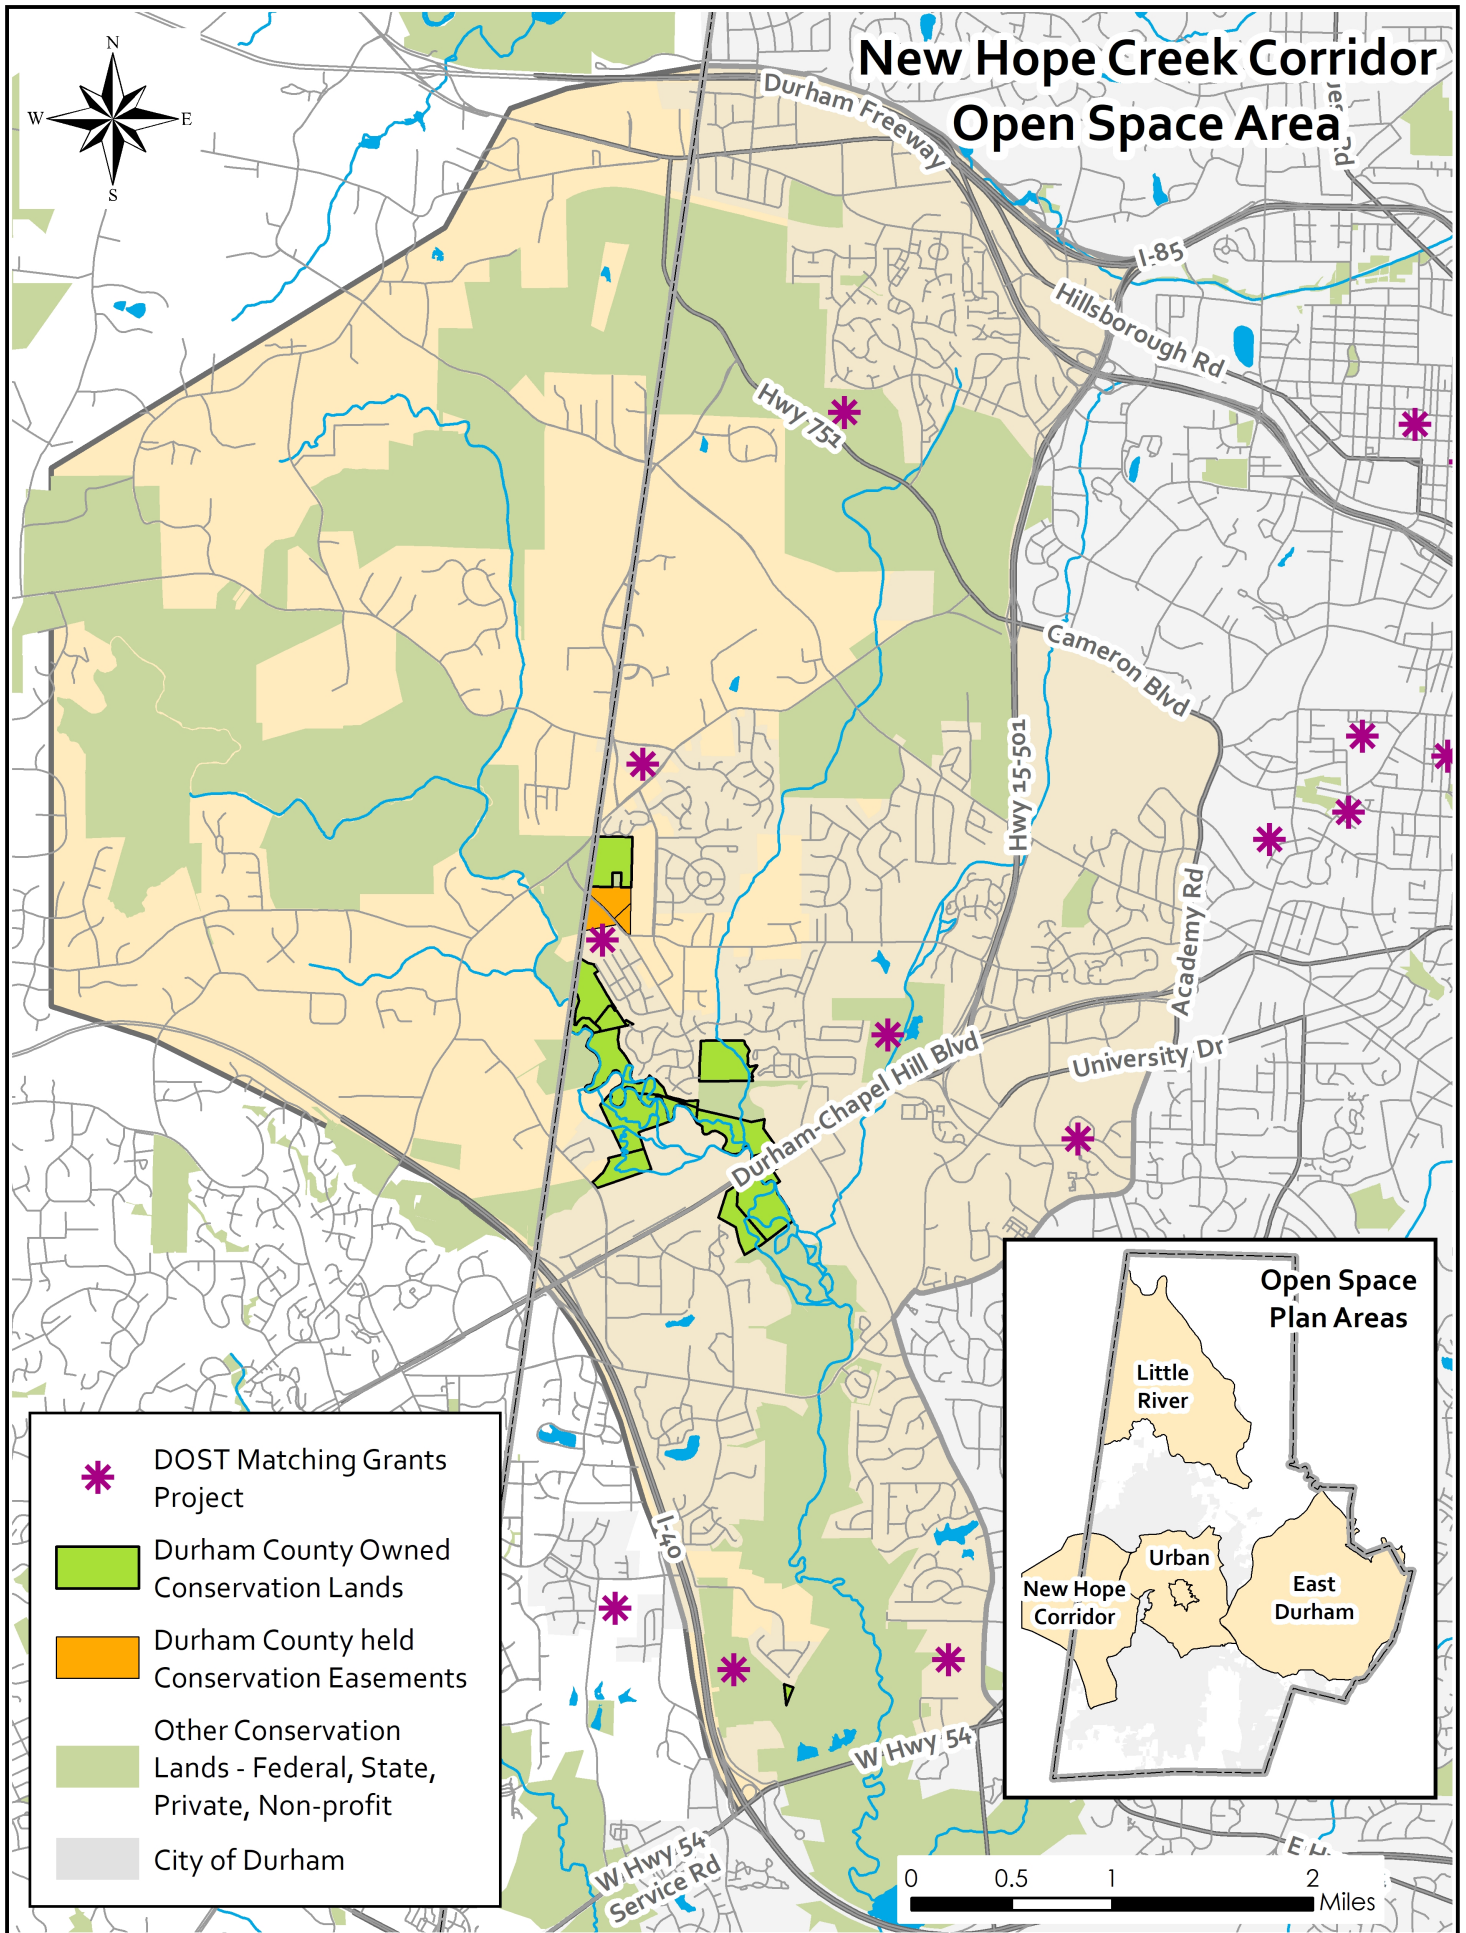 New Hope Creek Corridor
Open Space Area
N
W
E
S
Durham Freeway
Rd
I-85
Hillsborough Rd
Hwy 751
Cameron Blvd
Hwy 15-501
Academy Rd
University Dr
Durham-Chapel Hill Blvd
I-40
W Hwy 54
W Hwy 54
Service Rd
E H
Open Space
Plan Areas
Little
River
Urban
New Hope
Corridor
East
Durham
DOST Matching Grants
Project
Durham County Owned
Conservation Lands
Durham County held
Conservation Easements
Other Conservation
Lands - Federal, State,
Private, Non-profit
City of Durham
0 0.5 1 2
Miles